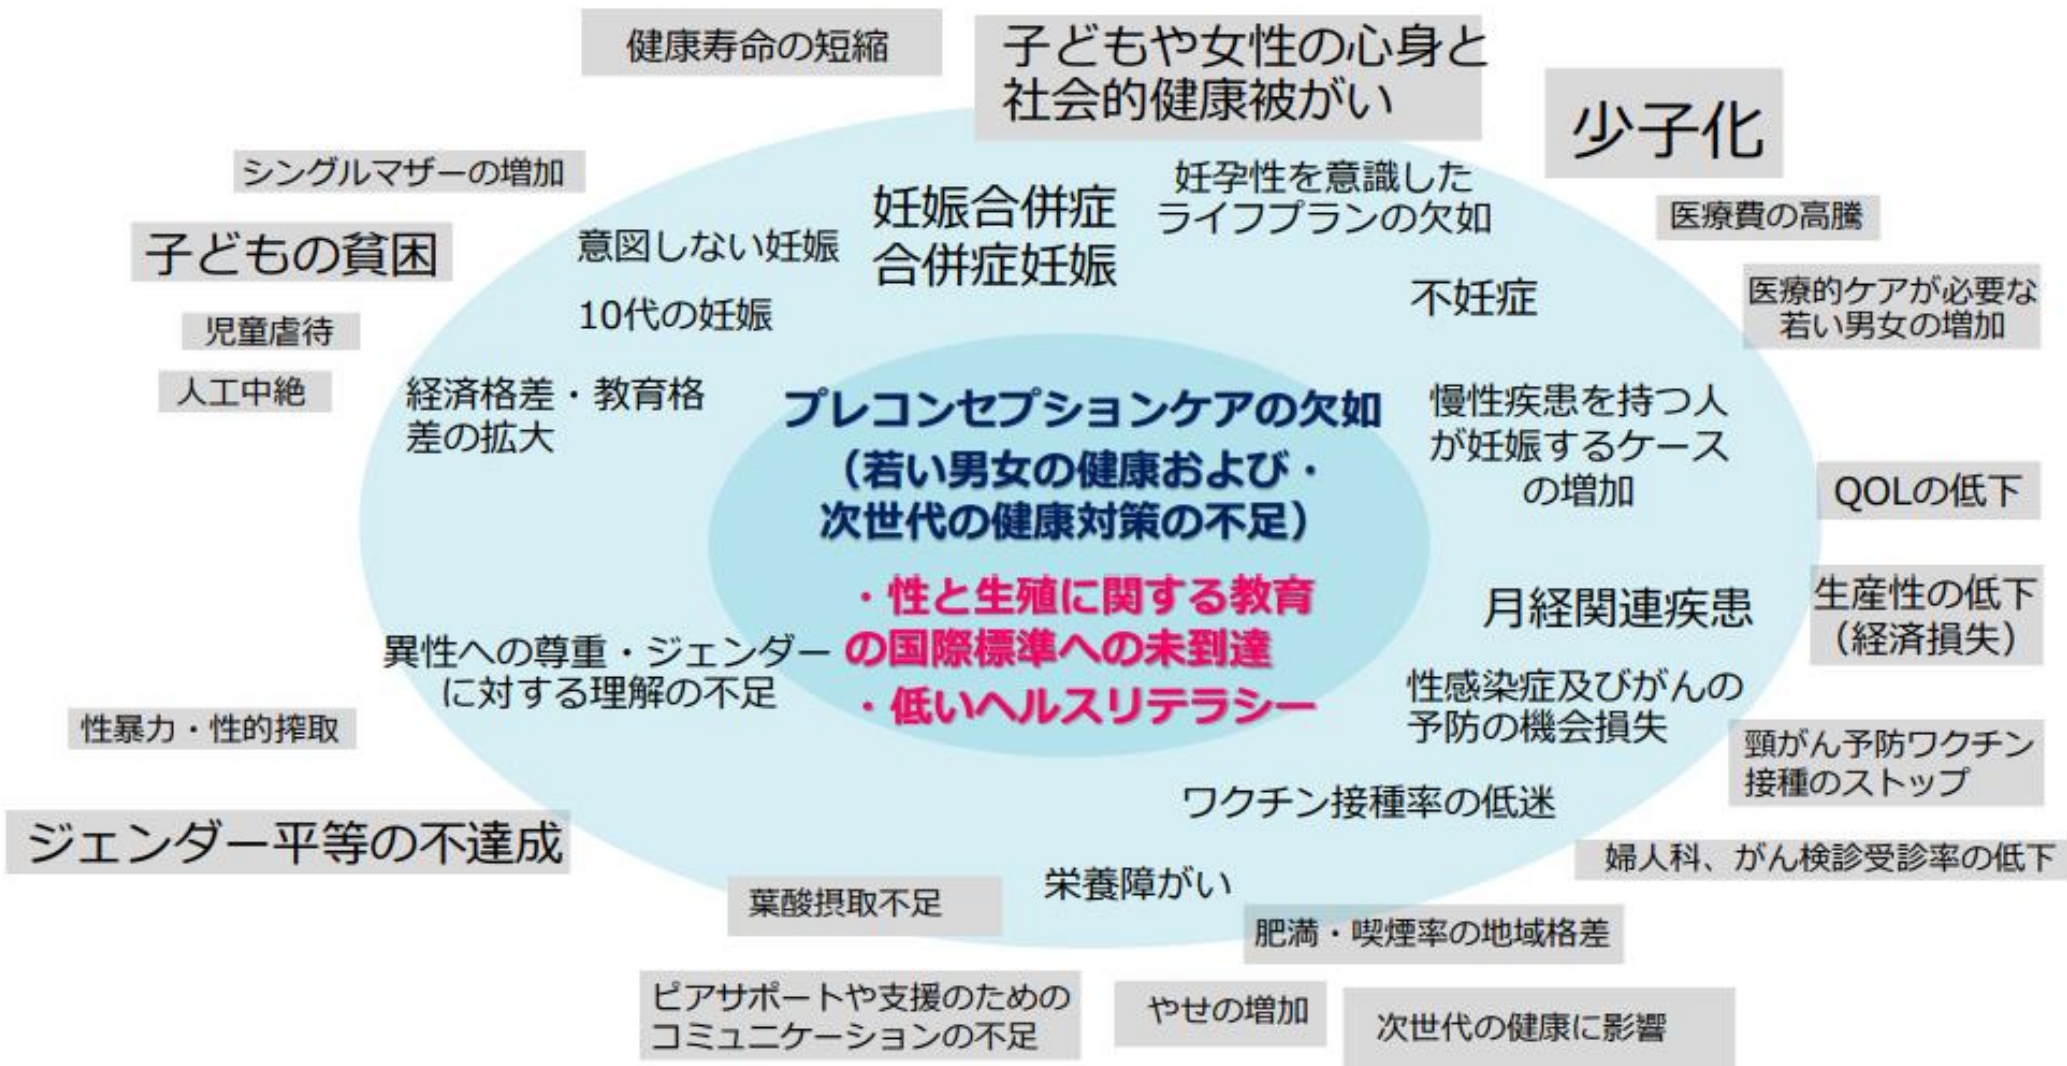 健康寿命の短縮
子どもや女性の心身と
社会的健康被がい
少子化
シングルマザーの増加
妊孕性を意識した
ライフプランの欠如
医療費の高騰
妊娠合併症
合併症妊娠
子どもの貧困
意図しない妊娠
不妊症
医療的ケアが必要な
若い男女の増加
10代の妊娠
児童虐待
人工中絶
経済格差・教育格
差の拡大
プレコンセプションケアの欠如
（若い男女の健康および・
次世代の健康対策の不足）
・性と生殖に関する教育
の国際標準への未到達
・低いヘルスリテラシー
慢性疾患を持つ人
が妊娠するケース
の増加
QOLの低下
月経関連疾患
生産性の低下
（経済損失）
異性への尊重・ジェンダー
に対する理解の不足
性感染症及びがんの
予防の機会損失
性暴力・性的搾取
頸がん予防ワクチン
接種のストップ
ワクチン接種率の低迷
ジェンダー平等の不達成
婦人科、がん検診受診率の低下
栄養障がい
葉酸摂取不足
肥満・喫煙率の地域格差
ピアサポートや支援のための
コミュニケーションの不足
やせの増加
次世代の健康に影響